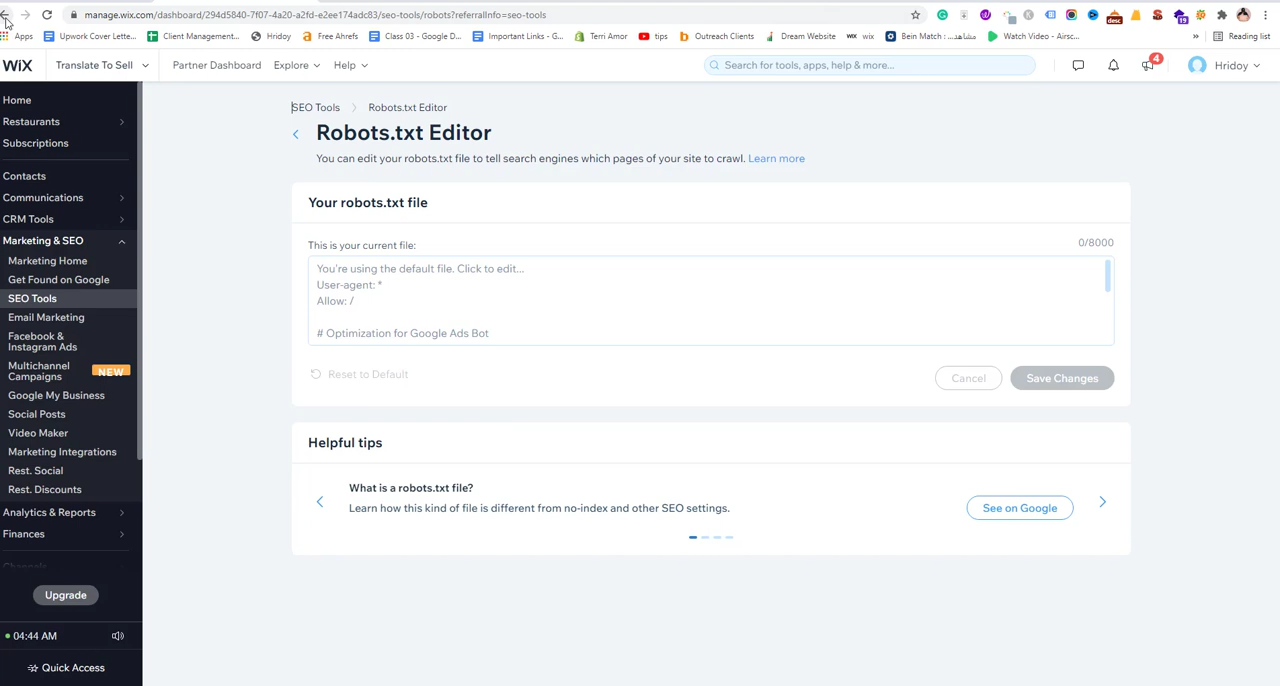 manage.wix.com/dashboard/294d5840-7f07-4a20-a2fd-e2ee174adc83/seo-tools/robots?referralInfo=seo-tools
Apps
Upwork Cover Lette...
Client Management...
Hridoy
Free Ahrefs
Class 03 - Google D...
Important Links - G...
Terri Amor
tips
Outreach Clients
Dream Website
WIX wix
Bein Match : مشاهد...
Watch Video - Airsc...
»
Reading list
WiX
Translate To Sell
Partner Dashboard
Explore
Help
Search for tools, apps, help & more...
4
Hridoy
Home
Restaurants
Subscriptions
Contacts
Communications
CRM Tools
Marketing & SEO
Marketing Home
Get Found on Google
SEO Tools
Email Marketing
Facebook &
Instagram Ads
Multichannel
Campaigns
NEW
Google My Business
Social Posts
Video Maker
Marketing Integrations
Rest. Social
Rest. Discounts
Analytics & Reports
Finances
Channels
Upgrade
04:44 AM
Quick Access
SEO Tools
Robots.txt Editor
Robots.txt Editor
You can edit your robots.txt file to tell search engines which pages of your site to crawl. Learn more
Your robots.txt file
This is your current file:
0/8000
You're using the default file. Click to edit...
User-agent: *
Allow: /
# Optimization for Google Ads Bot
Reset to Default
Cancel
Save Changes
Helpful tips
What is a robots.txt file?
Learn how this kind of file is different from no-index and other SEO settings.
See on Google